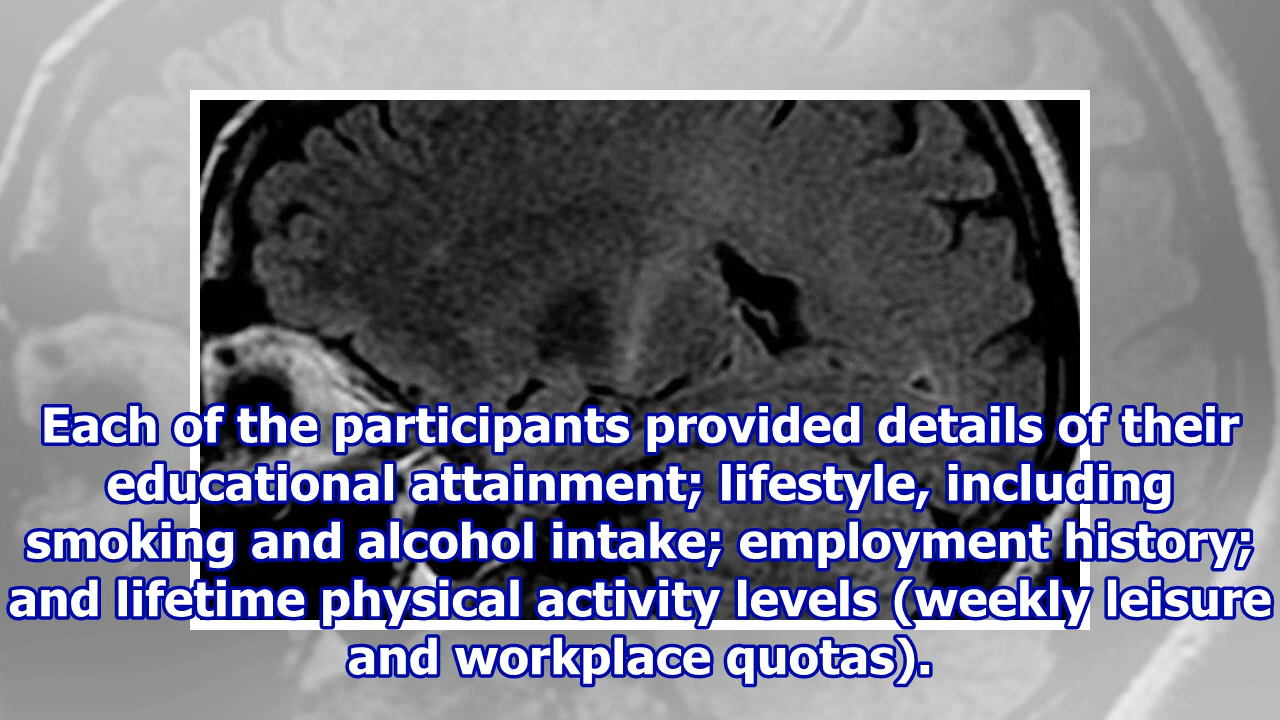 Each of the participants provided details of their
educational attainment; lifestyle, including
smoking and alcohol intake; employment history;
and lifetime physical activity levels (weekly leisure
and workplace quotas).